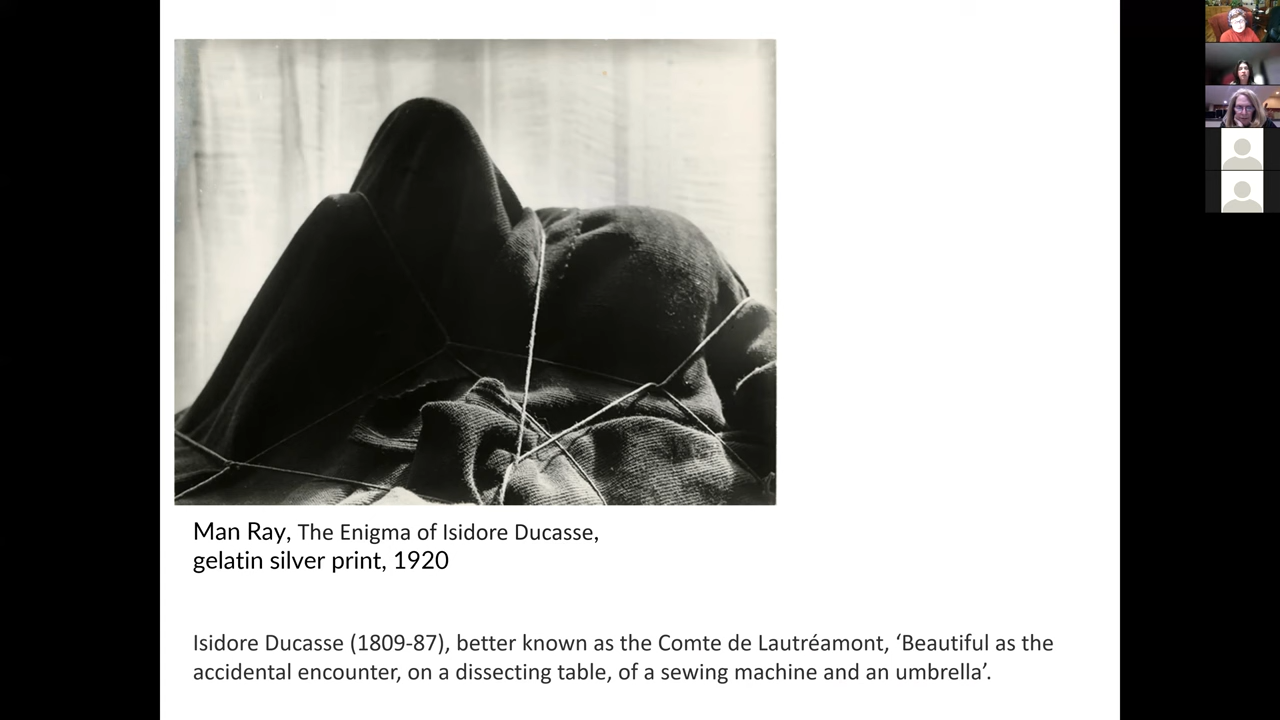 Man Ray, The Enigma of Isidore Ducasse,
gelatin silver print, 1920
Isidore Ducasse (1809-87), better known as the Comte de Lautréamont, ‘Beautiful as the
accidental encounter, on a dissecting table, of a sewing machine and an umbrella’.